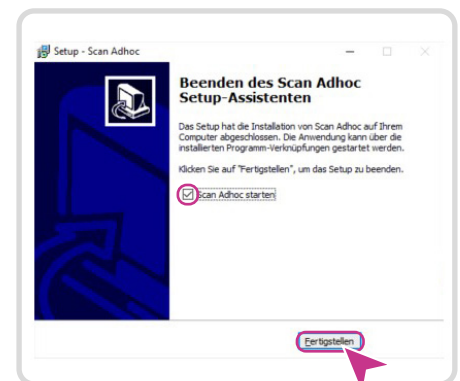 Setup - Scan Adhoc
Beenden des Scan Adhoc
Setup-Assistenten
Das Setup hat die Installation von Scan Adhoc auf Ihrem
Computer abgeschlossen. Die Anwendung kann über die
installierten Programm-Verknüpfungen gestartet werden.
Klicken Sie auf "Fertigstellen", um das Setup zu beenden.
Scan Adhoc starten
Fertigstellen